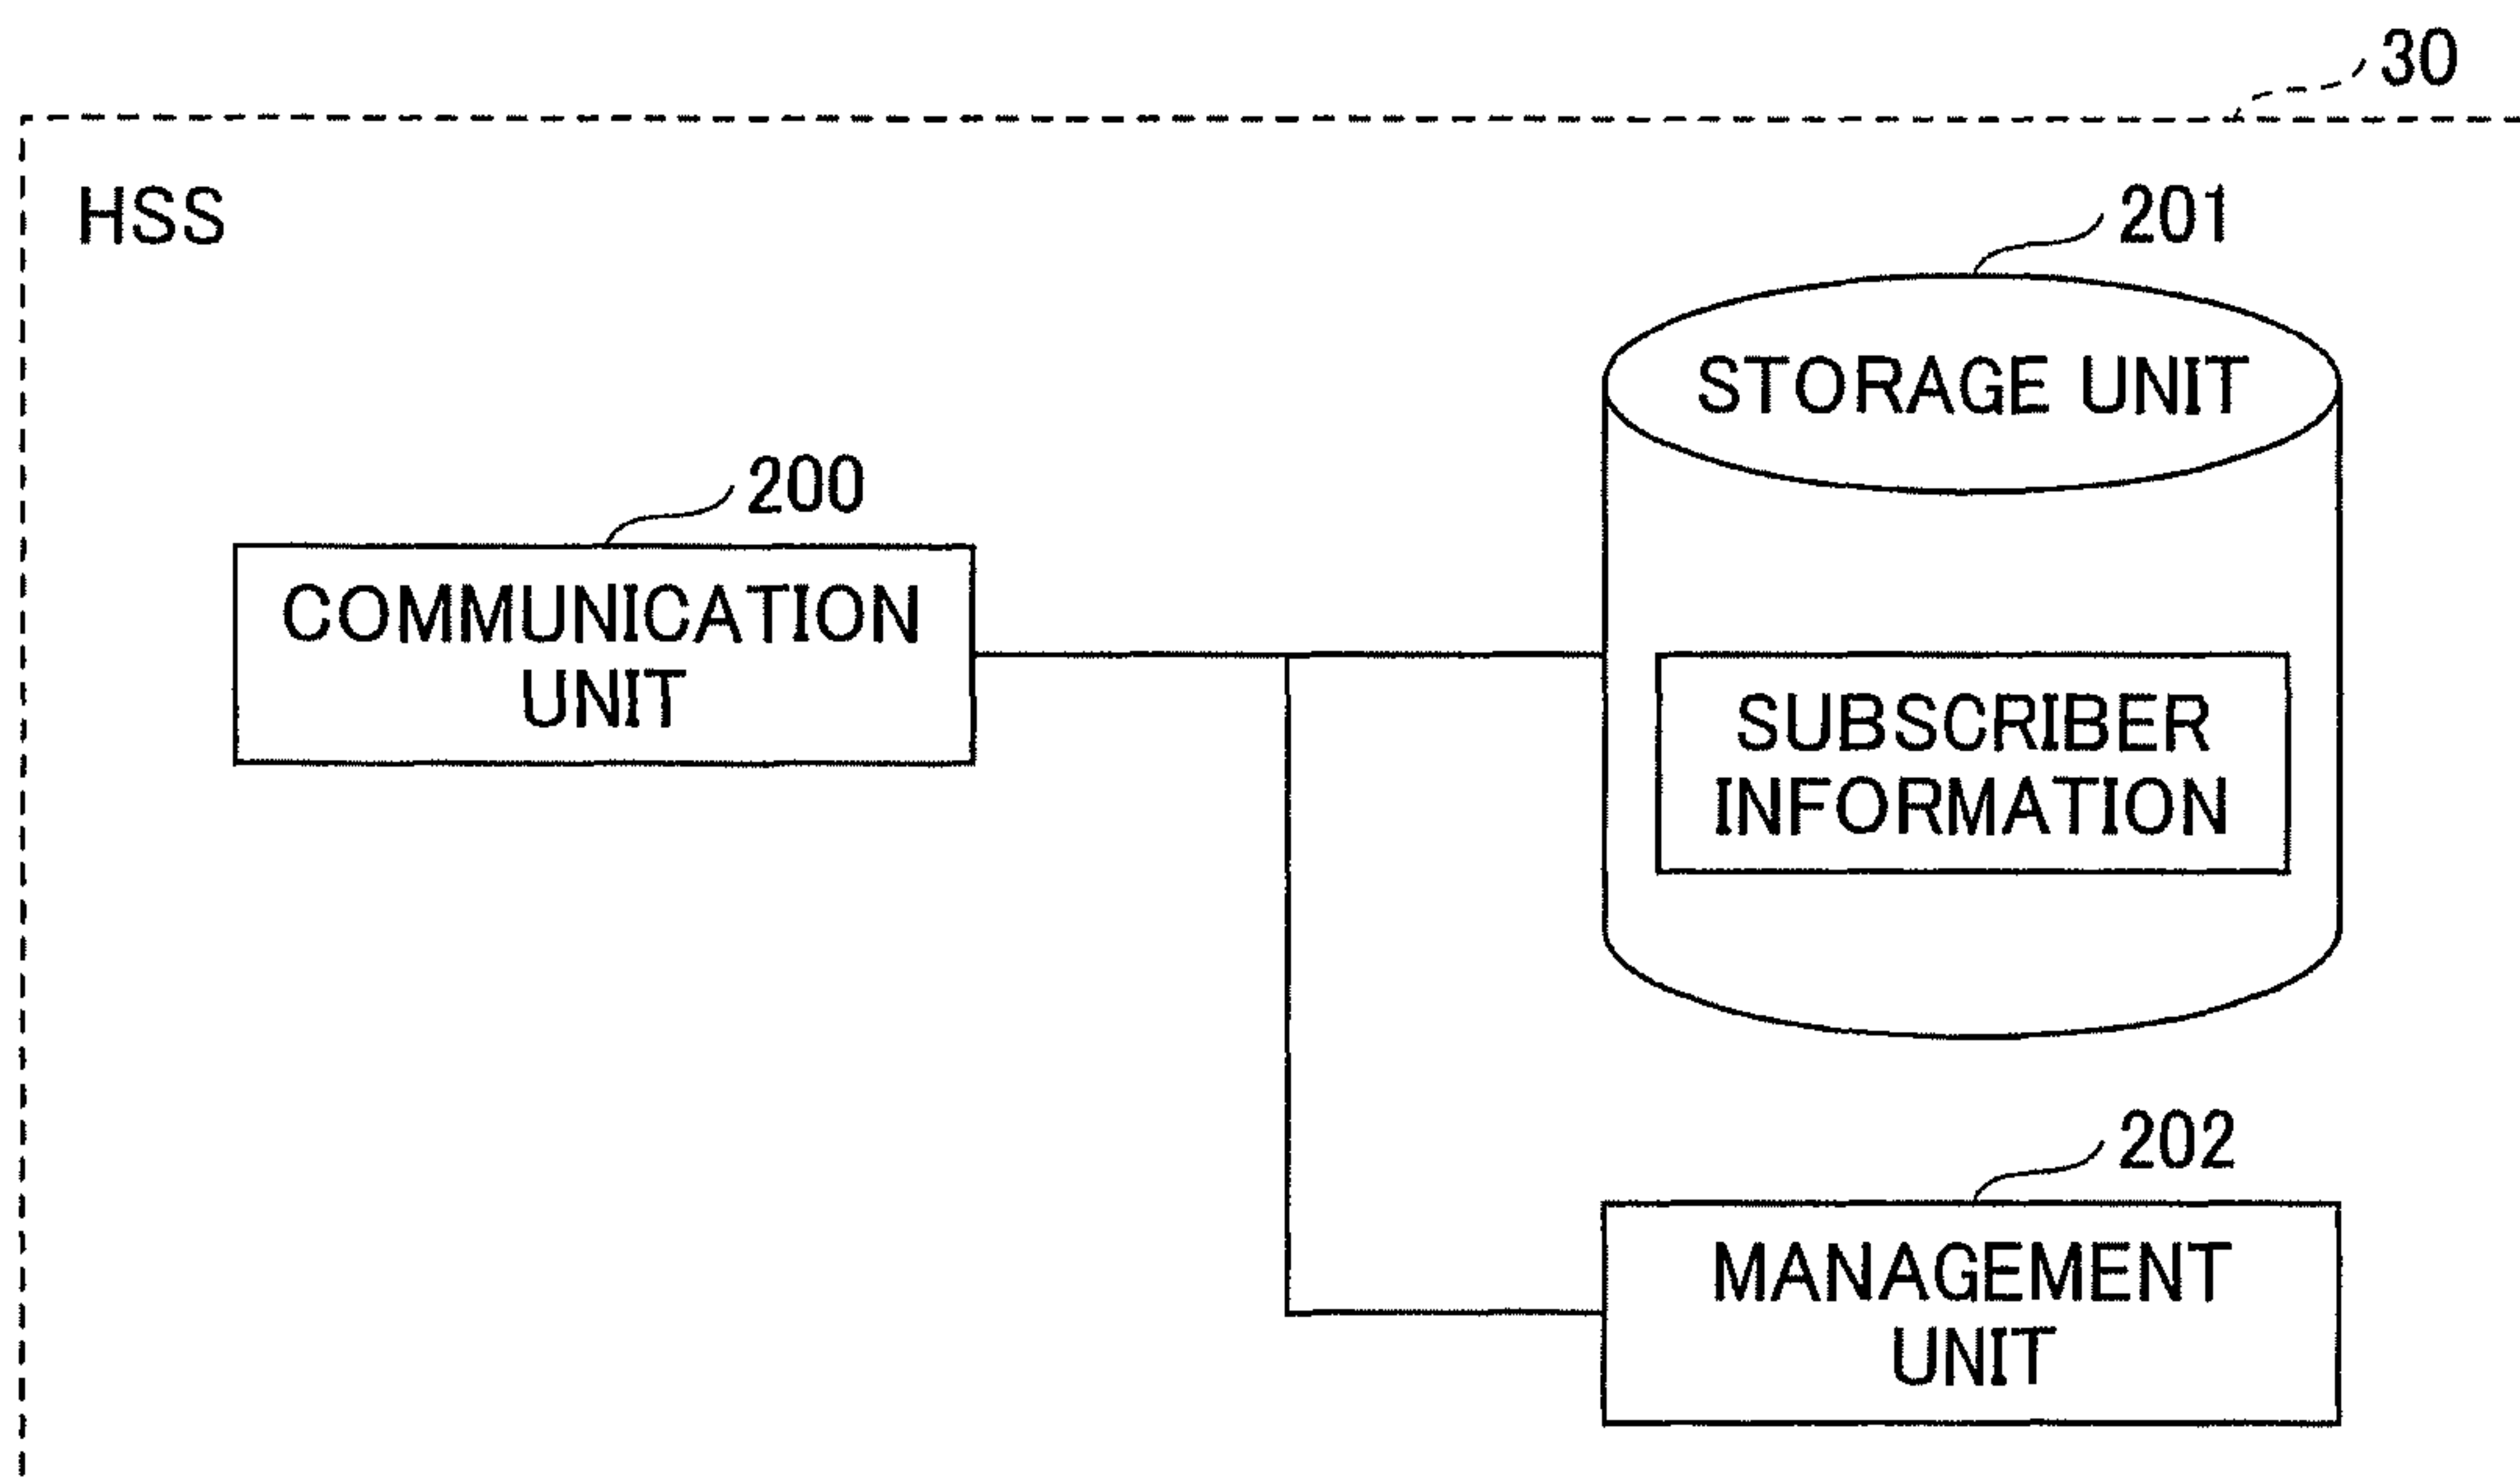 30
HSS
201
STORAGE UNIT
200
COMMUNICATION
UNIT
SUBSCRIBER
INFORMATION
202
MANAGEMENT
UNIT